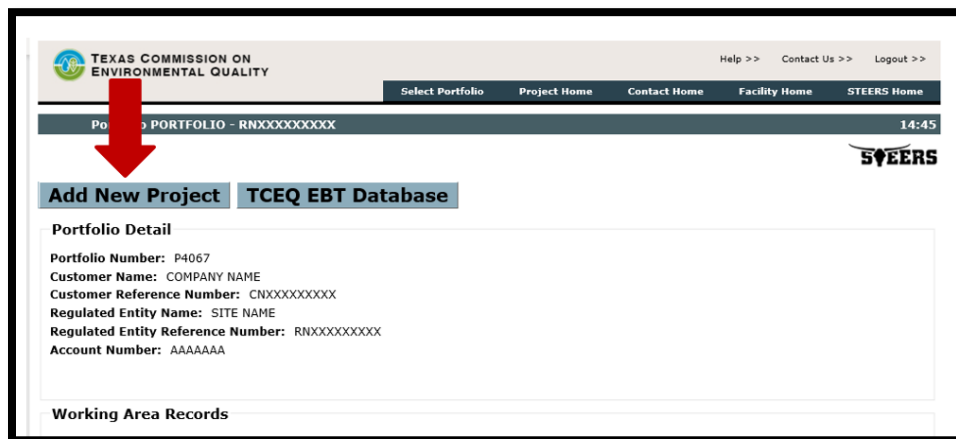 TEXAS COMMISSION ON
ENVIRONMENTAL QUALITY
Help >> Contact Us >> Logout >>
Select Portfolio Project Home Contact Home Facility Home STEERS Home
PORTFOLIO - RNXXXXXXXXX 14:45
STEERS
Add New Project TCEQ EBT Database
Portfolio Detail
Portfolio Number: P4067
Customer Name: COMPANY NAME
Customer Reference Number: CNXXXXXXXXX
Regulated Entity Name: SITE NAME
Regulated Entity Reference Number: RNXXXXXXXXX
Account Number: AAAAAAA
Working Area Records